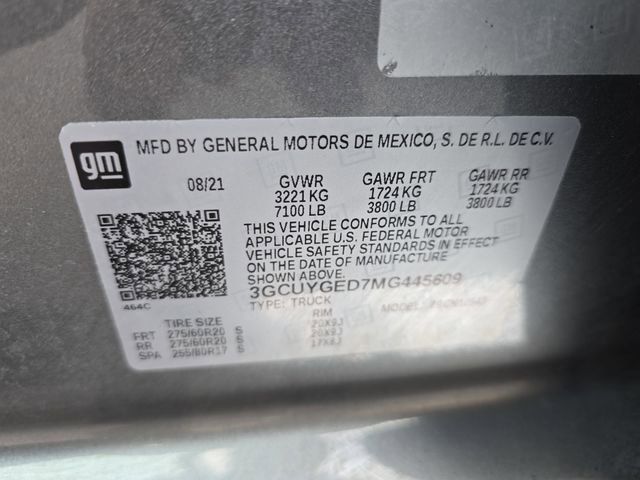 gm
MFD BY GENERAL MOTORS DE MEXICO, S. DE R.L. DE C.V.
08/21 GVWR GAWR FRT GAWR RR
3221 KG 1724 KG 1724 KG
7100 LB 3800 LB 3800 LB
THIS VEHICLE CONFORMS TO ALL
APPLICABLE U.S. FEDERAL MOTOR
VEHICLE SAFETY STANDARDS IN EFFECT
ON THE DATE OF MANUFACTURE
SHOWN ABOVE.
3GCUYGED7MG445609
464C TYPE: TRUCK MODEL:
TIRE SIZE RIM
FRT 275/60R20 S 20X9J
RR 275/60R20 S 20X9J
SPA 255/80R17 S 17X8J